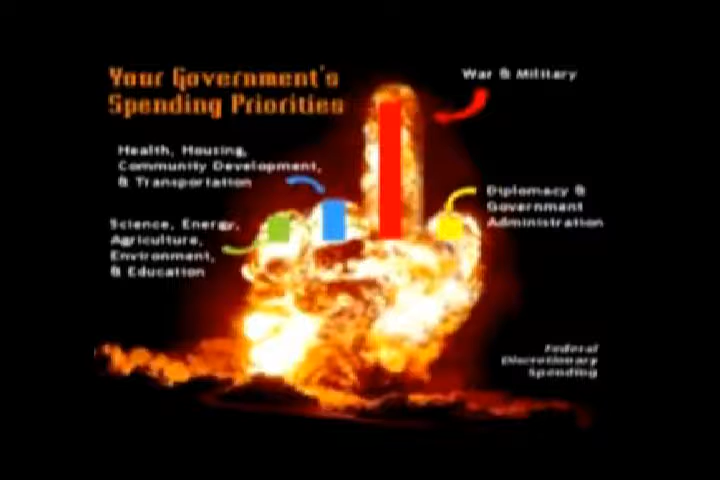 Your Government's
Spending Priorities
War & Military
Health, Housing,
Community Development,
& Transportation
Diplomacy &
Government
Administration
Science, Energy,
Agriculture,
Environment,
& Education
Federal
Discretionary
Spending